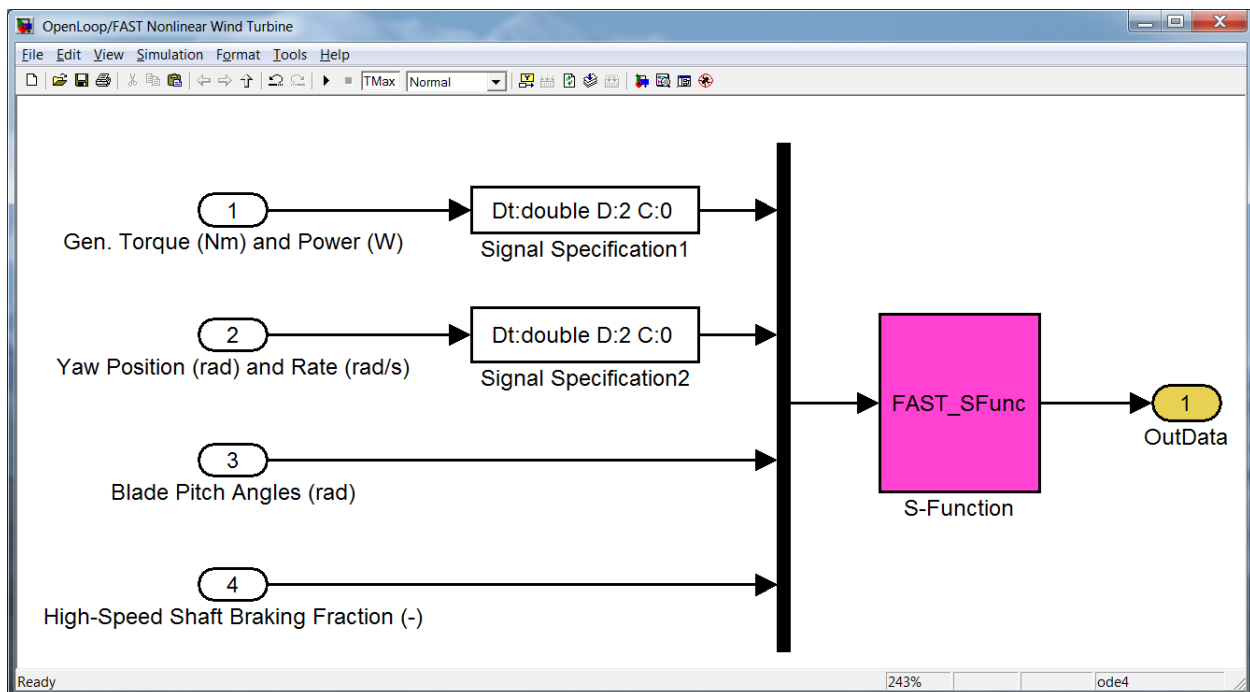 OpenLoop/FAST Nonlinear Wind Turbine
File Edit View Simulation Format Tools Help
TMax Normal
1
Dt:double D:2 C:0
Gen. Torque (Nm) and Power (W)
Signal Specification1
2
Dt:double D:2 C:0
Yaw Position (rad) and Rate (rad/s)
Signal Specification2
FAST_SFunc
1
OutData
3
Blade Pitch Angles (rad)
S-Function
4
High-Speed Shaft Braking Fraction (-)
Ready 243% ode4